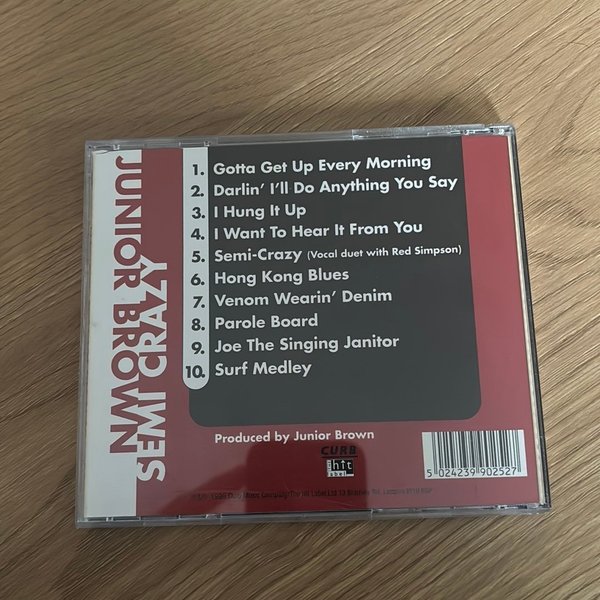 JUNIOR BROWN
SEMI CRAZY
1. Gotta Get Up Every Morning
2. Darlin' I'll Do Anything You Say
3. I Hung It Up
4. I Want To Hear It From You
5. Semi-Crazy (Vocal duet with Red Simpson)
6. Hong Kong Blues
7. Venom Wearin' Denim
8. Parole Board
9. Joe The Singing Janitor
10. Surf Medley
Produced by Junior Brown
CURB
the hit label
5 024239 902527